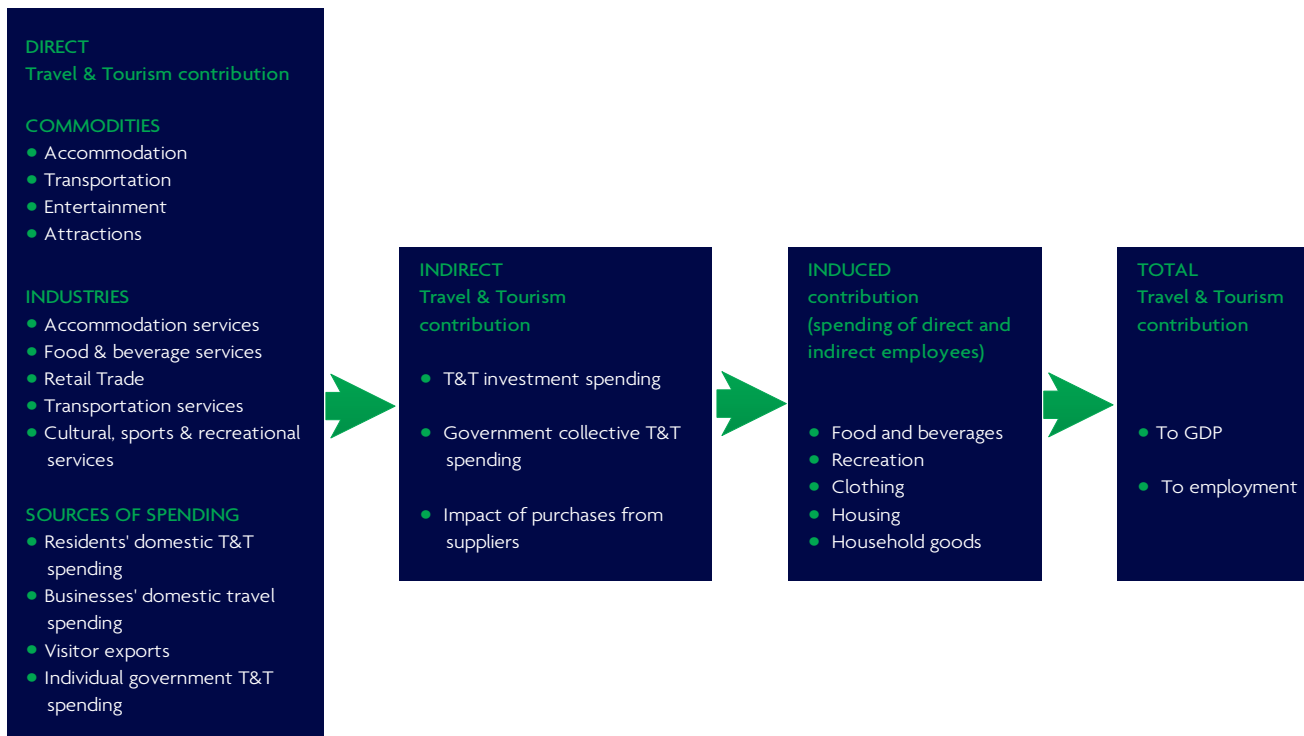 DIRECT
Travel & Tourism contribution
COMMODITIES
• Accommodation
• Transportation
• Entertainment
• Attractions
INDUSTRIES
• Accommodation services
• Food & beverage services
• Retail Trade
• Transportation services
• Cultural, sports & recreational
services
SOURCES OF SPENDING
• Residents' domestic T&T
spending
• Businesses' domestic travel
spending
• Visitor exports
• Individual government T&T
spending
INDIRECT
Travel & Tourism
contribution
• T&T investment spending
• Government collective T&T
spending
• Impact of purchases from
suppliers
INDUCED
contribution
(spending of direct and
indirect employees)
• Food and beverages
• Recreation
• Clothing
• Housing
• Household goods
TOTAL
Travel & Tourism
contribution
• To GDP
• To employment